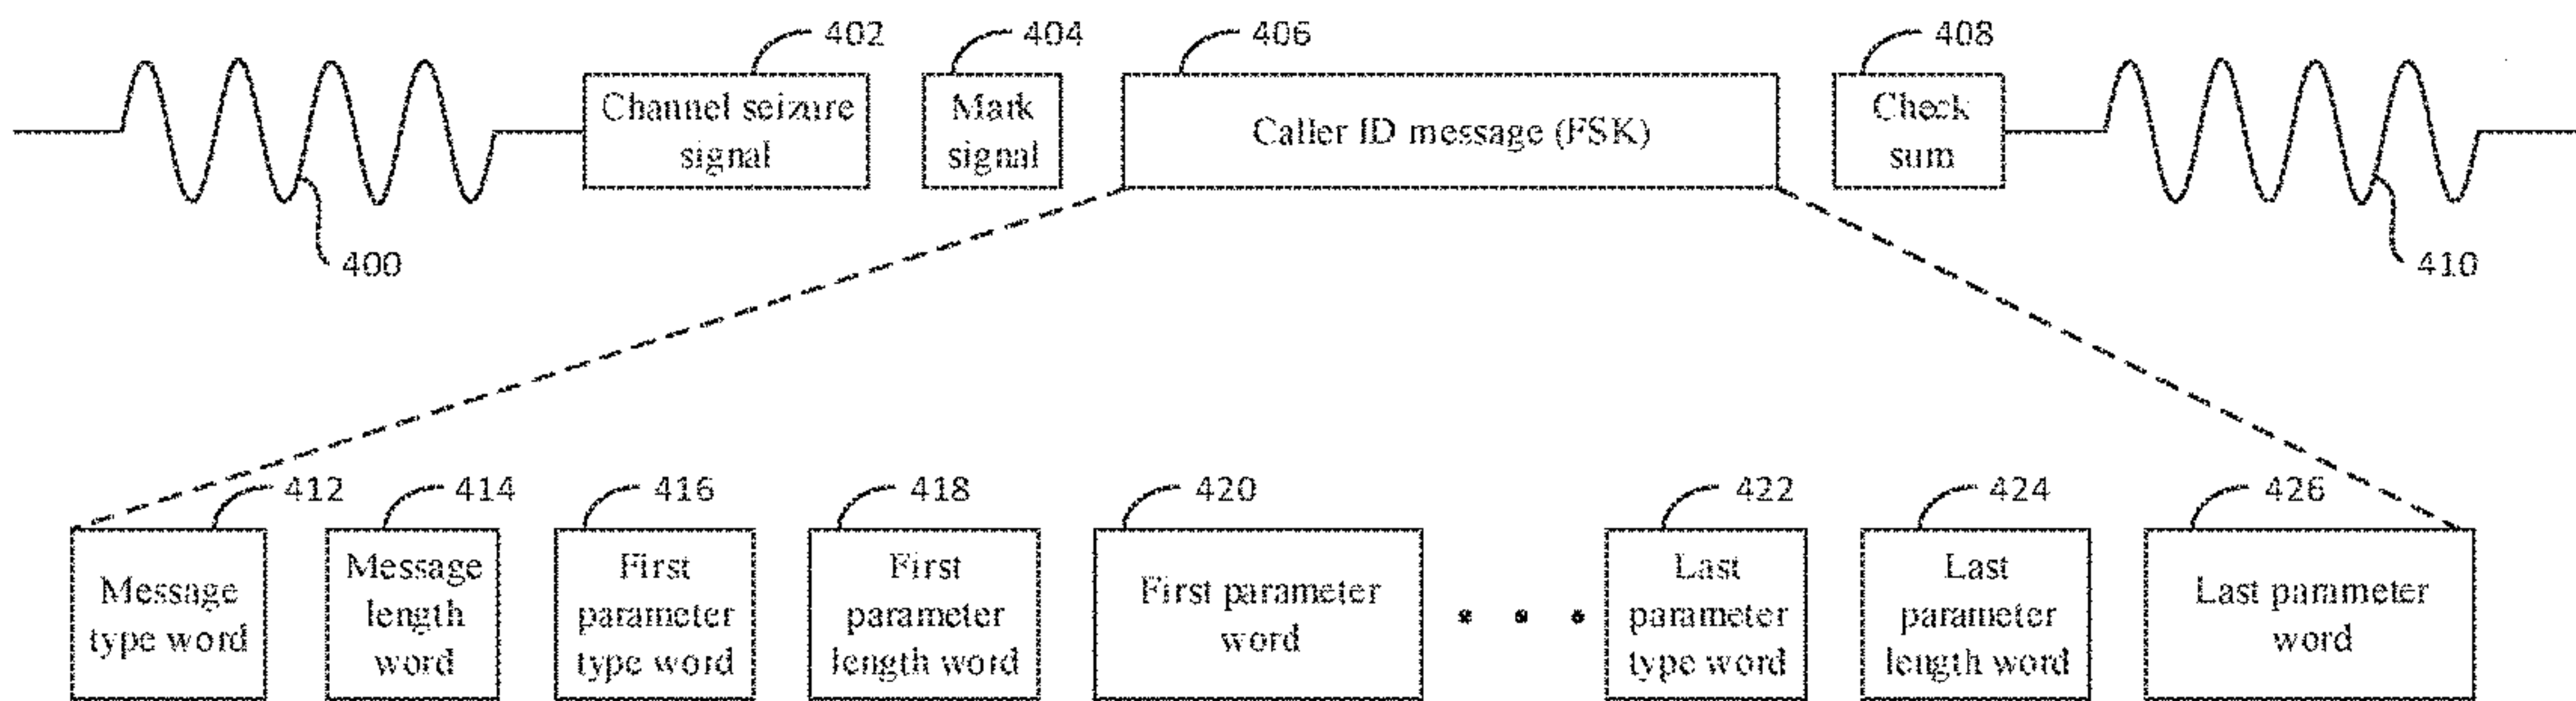 402
404
406
408
Channel seizure
signal
Mark
signal
Caller ID message (FSK)
Check
sum
400
410
412
414
416
418
420
422
424
426
Message
type word
Message
length
word
First
parameter
type word
First
parameter
length word
First parameter
word
Last
parameter
type word
Last
parameter
length word
Last parameter
word